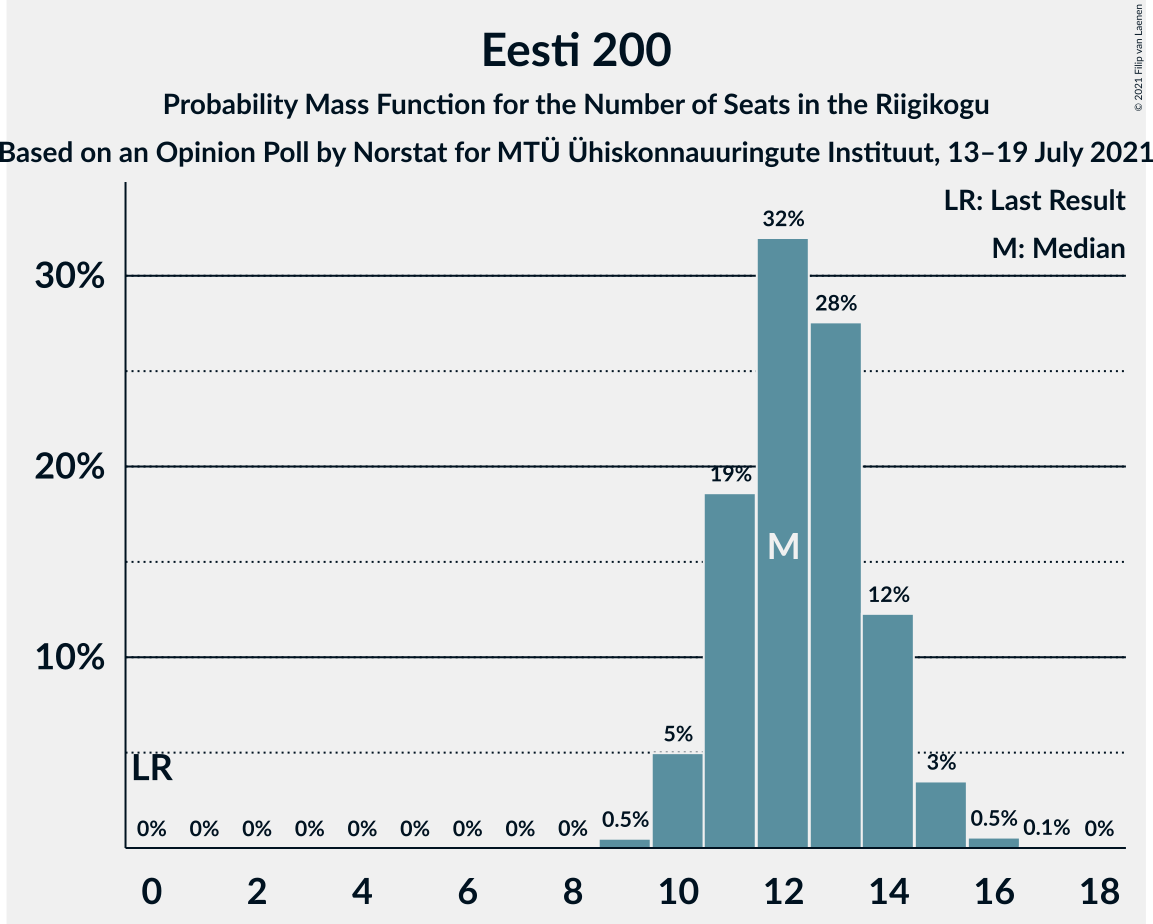 Eesti 200
Probability Mass Function for the Number of Seats in the Riigikogu
Based on an Opinion Poll by Norstat for MTÜ Ühiskonnauuringute Instituut, 13–19 July 2021
© 2021 Filip van Laenen
LR: Last Result
M: Median
32%
30%
28%
20%
19%
M
12%
10%
5%
3%
LR
0% 0% 0% 0% 0% 0% 0% 0% 0% 0.5% 0.5% 0.1% 0%
0 2 4 6 8 10 12 14 16 18